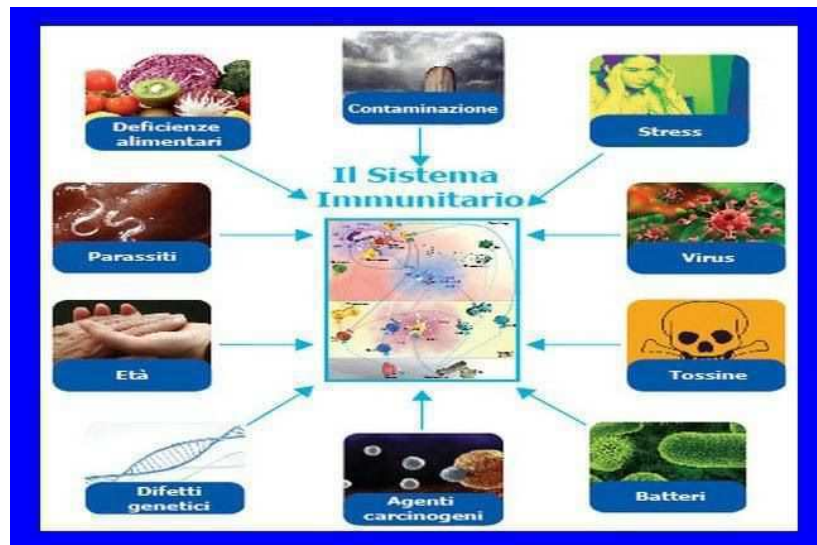 Deficienze
alimentari
Contaminazione
Stress
Il Sistema
Immunitario
Parassiti
Virus
Età
Tossine
Difetti
genetici
Agenti
carcinogeni
Batteri